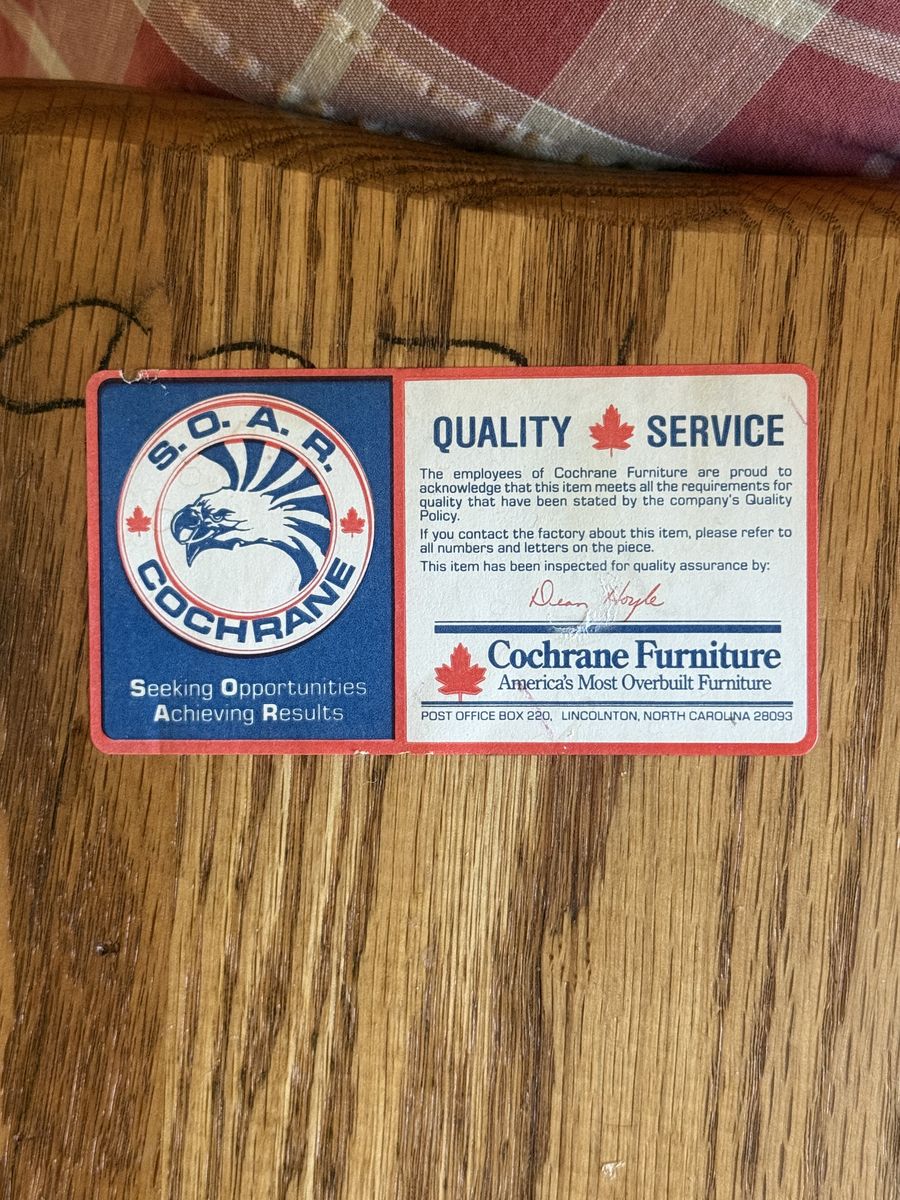 S. O. A. R.
COCHRANE
Seeking Opportunities
Achieving Results
QUALITY SERVICE
The employees of Cochrane Furniture are proud to
acknowledge that this item meets all the requirements for
quality that have been stated by the company's Quality
Policy.
If you contact the factory about this item, please refer to
all numbers and letters on the piece.
This item has been inspected for quality assurance by:
Dean Hoyle
Cochrane Furniture
America's Most Overbuilt Furniture
POST OFFICE BOX 220, LINCOLNTON, NORTH CAROLINA 28093